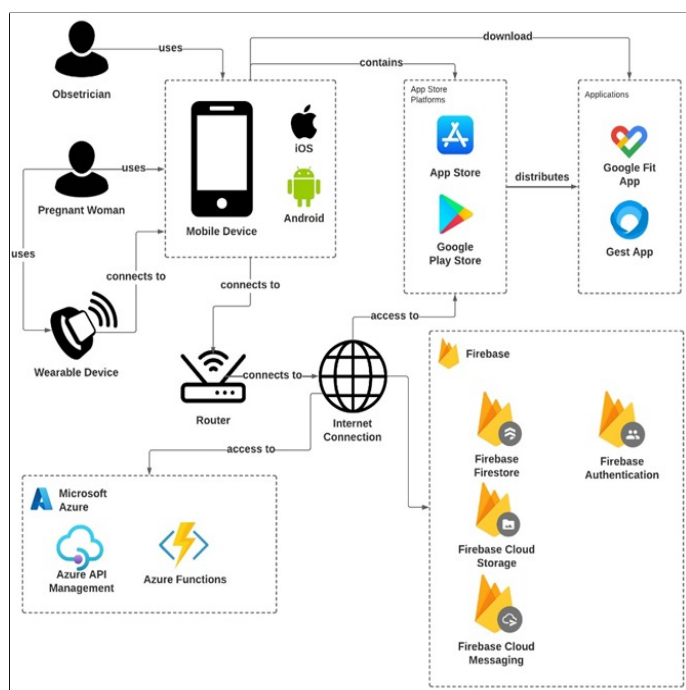 uses
Obsetrician
download
contains
iOS
Android
Mobile Device
App Store
Platforms
App Store
Google
Play Store
distributes
Applications
Google Fit
App
Gest App
uses
Pregnant Woman
uses
connects to
Wearable Device
connects to
Router
connects to
Internet
Connection
access to
access to
Microsoft
Azure
Azure API
Management
Azure Functions
Firebase
Firebase
Firestore
Firebase
Authentication
Firebase Cloud
Storage
Firebase Cloud
Messaging